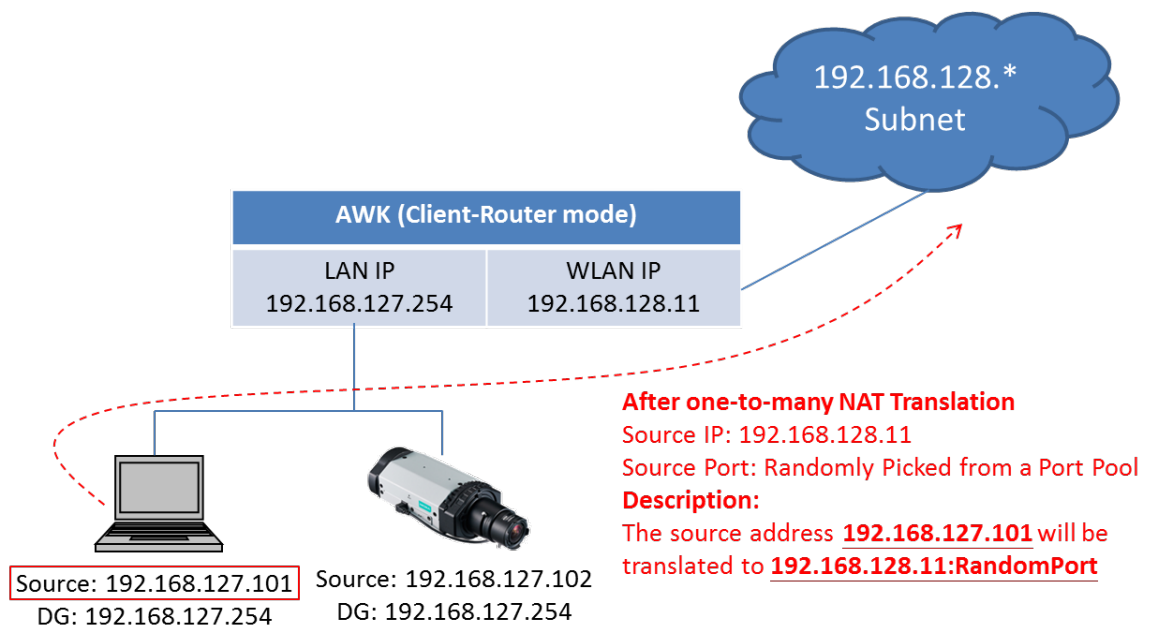 192.168.128.*
Subnet
AWK (Client-Router mode)
LAN IP
192.168.127.254
WLAN IP
192.168.128.11
After one-to-many NAT Translation
Source IP: 192.168.128.11
Source Port: Randomly Picked from a Port Pool
Description:
The source address 192.168.127.101 will be
translated to 192.168.128.11:RandomPort
Source: 192.168.127.101
DG: 192.168.127.254
Source: 192.168.127.102
DG: 192.168.127.254